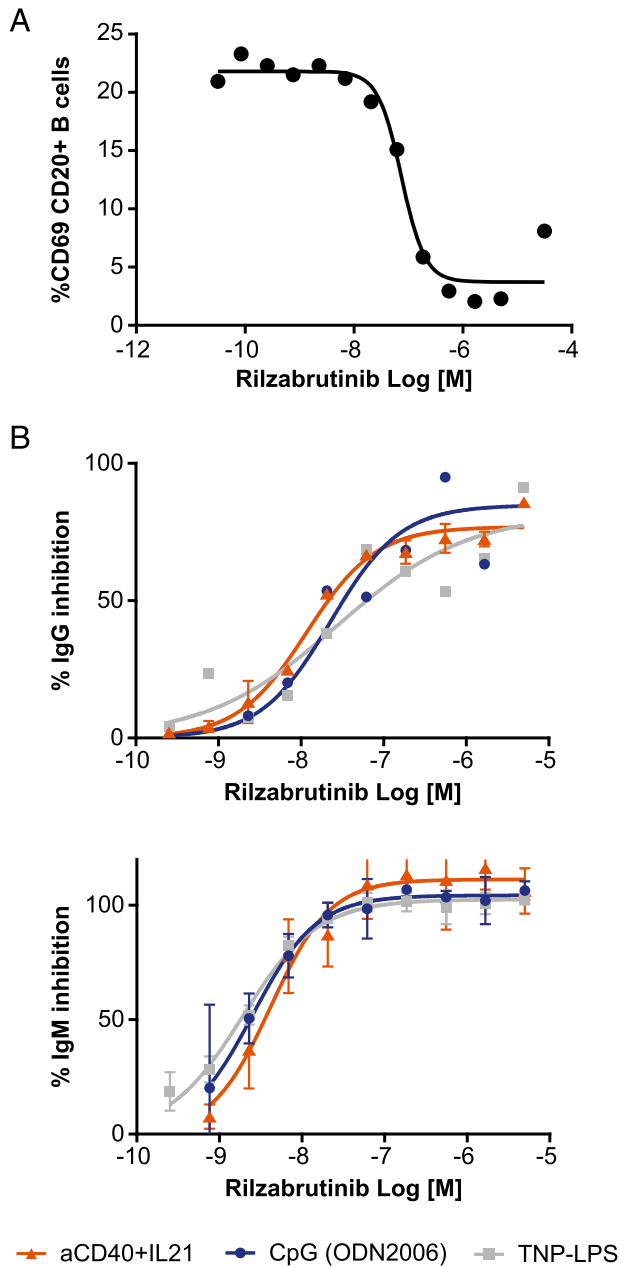 A
%CD69 CD20+ B cells
25
20
15
10
5
0
-12 -10 -8 -6 -4
Rilzabrutinib Log [M]
B
% IgG inhibition
100
50
0
-10 -9 -8 -7 -6 -5
Rilzabrutinib Log [M]
% IgM inhibition
100
50
0
-10 -9 -8 -7 -6 -5
Rilzabrutinib Log [M]
aCD40+IL21 CpG (ODN2006) TNP-LPS